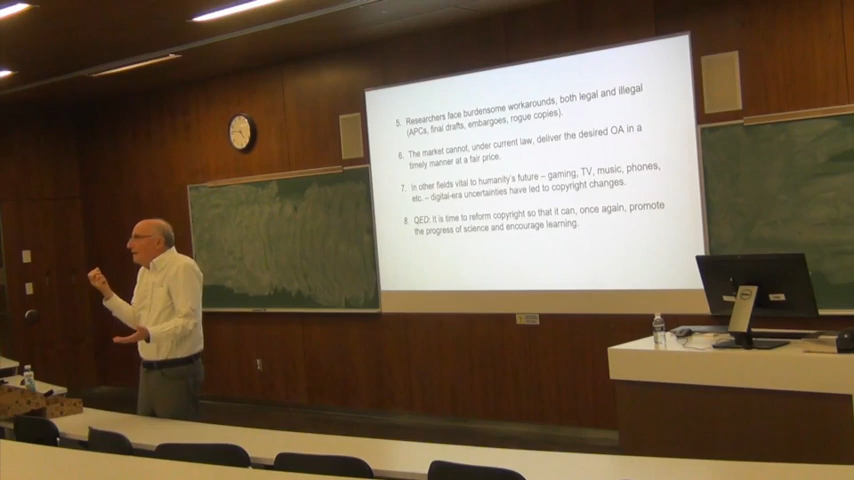 5. Researchers face burdensome workarounds, both legal and illegal
(APCs, final drafts, embargoes, rogue copies).
6. The market cannot, under current law, deliver the desired OA in a
timely manner at a fair price.
7. In other fields vital to humanity's future – gaming, TV, music, phones,
etc. – digital-era uncertainties have led to copyright changes.
8. QED: It is time to reform copyright so that it can, once again, promote
the progress of science and encourage learning.